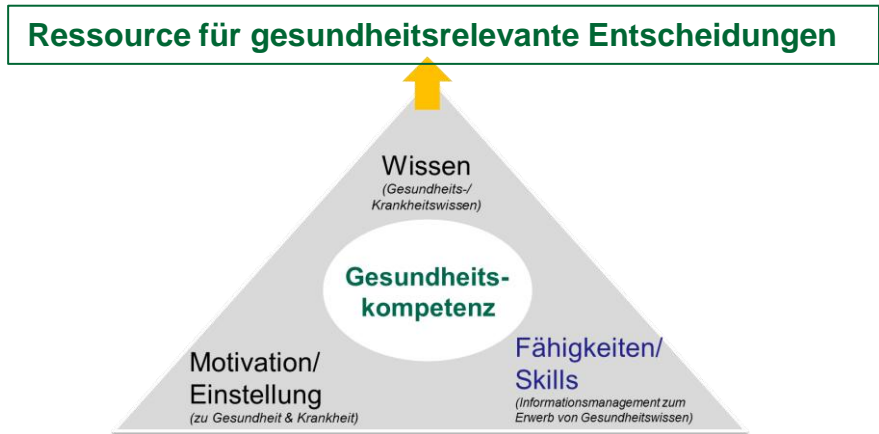 Ressource für gesundheitsrelevante Entscheidungen
Wissen
(Gesundheits-/
Krankheitswissen)
Gesundheits-
kompetenz
Motivation/
Einstellung
(zu Gesundheit & Krankheit)
Fähigkeiten/
Skills
(Informationsmanagement zum
Erwerb von Gesundheitswissen)